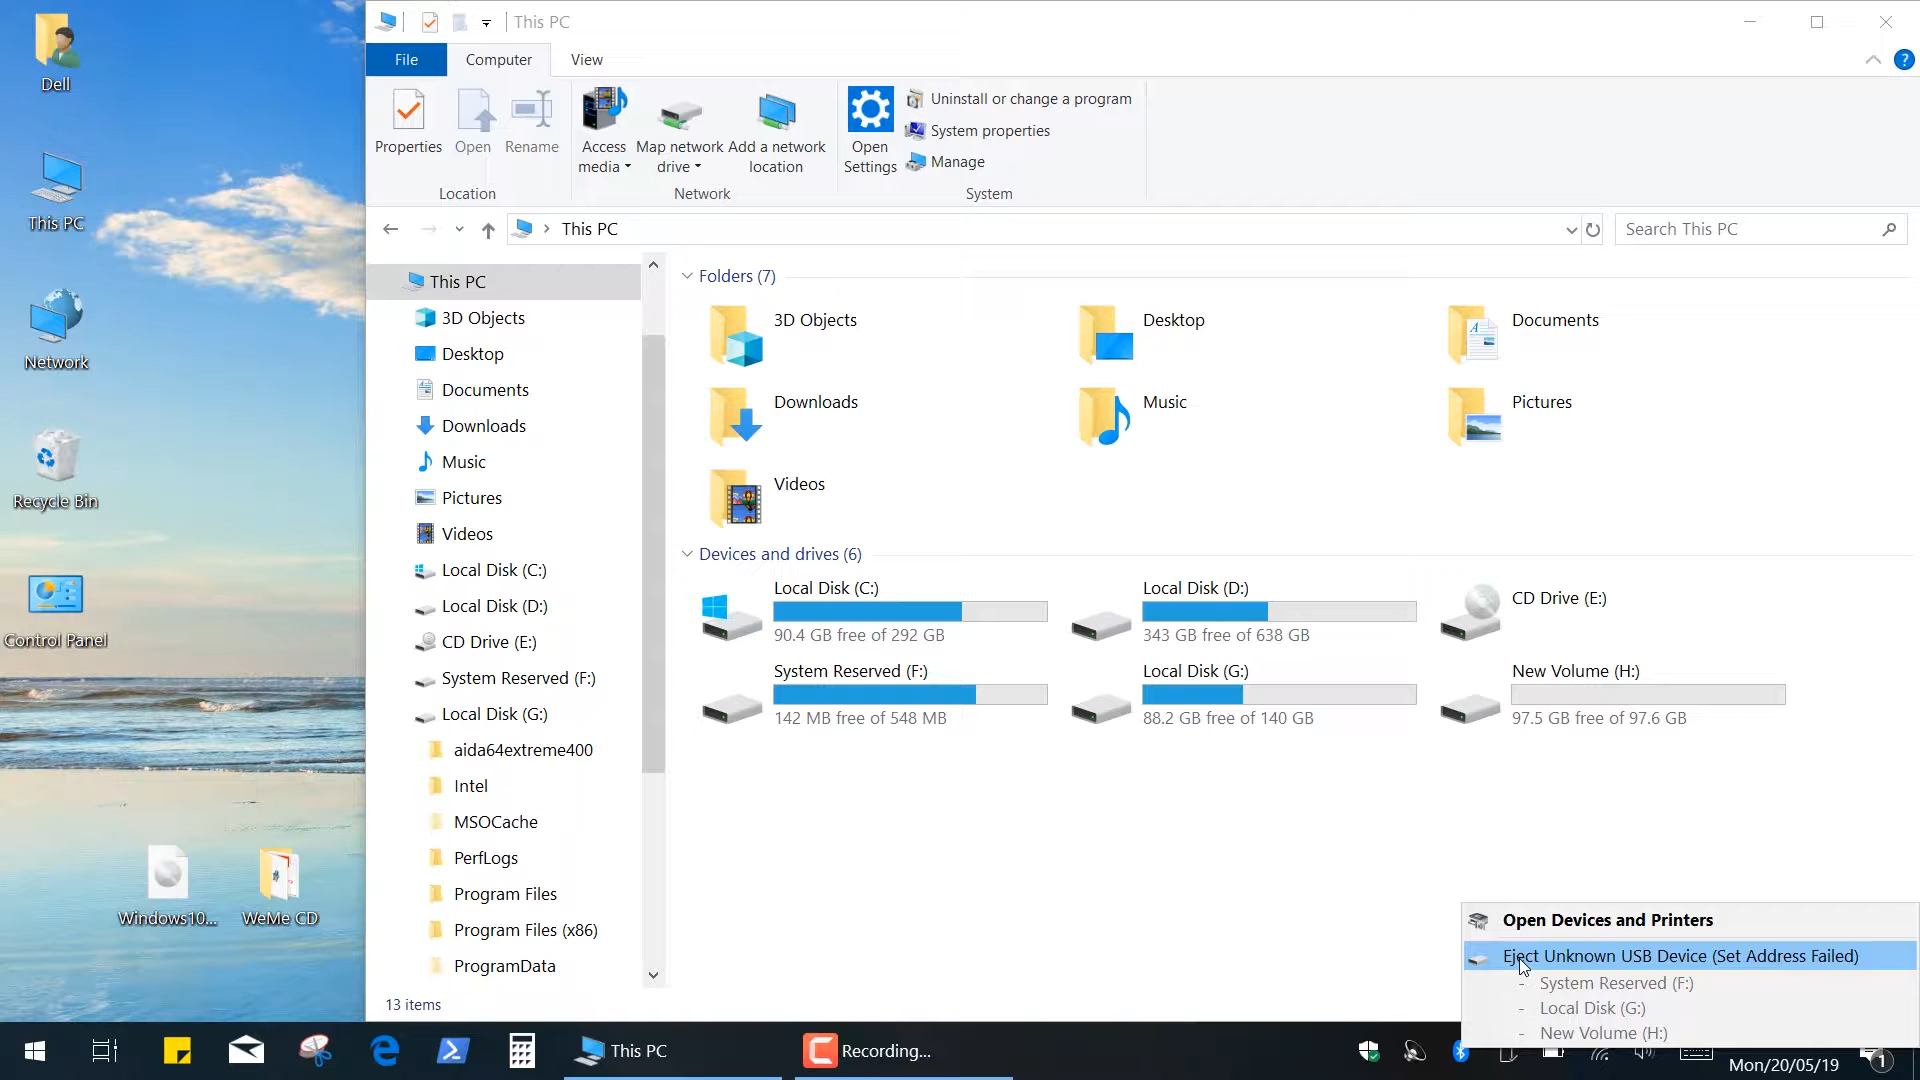 This PC
File
Computer
View
Properties
Open
Rename
Access
media
Map network
drive
Add a network
location
Open
Settings
Uninstall or change a program
System properties
Manage
Location
Network
System
This PC
Search This PC
Dell
This PC
Network
Recycle Bin
Control Panel
Windows10...
WeMe CD
This PC
3D Objects
Desktop
Documents
Downloads
Music
Pictures
Videos
Local Disk (C:)
Local Disk (D:)
CD Drive (E:)
System Reserved (F:)
Local Disk (G:)
aida64extreme400
Intel
MSOCache
PerfLogs
Program Files
Program Files (x86)
ProgramData
Folders (7)
3D Objects
Desktop
Documents
Downloads
Music
Pictures
Videos
Devices and drives (6)
Local Disk (C:)
90.4 GB free of 292 GB
Local Disk (D:)
343 GB free of 638 GB
CD Drive (E:)
System Reserved (F:)
142 MB free of 548 MB
Local Disk (G:)
88.2 GB free of 140 GB
New Volume (H:)
97.5 GB free of 97.6 GB
13 items
Open Devices and Printers
Eject Unknown USB Device (Set Address Failed)
- System Reserved (F:)
- Local Disk (G:)
- New Volume (H:)
This PC
Recording...
Mon/20/05/19
1